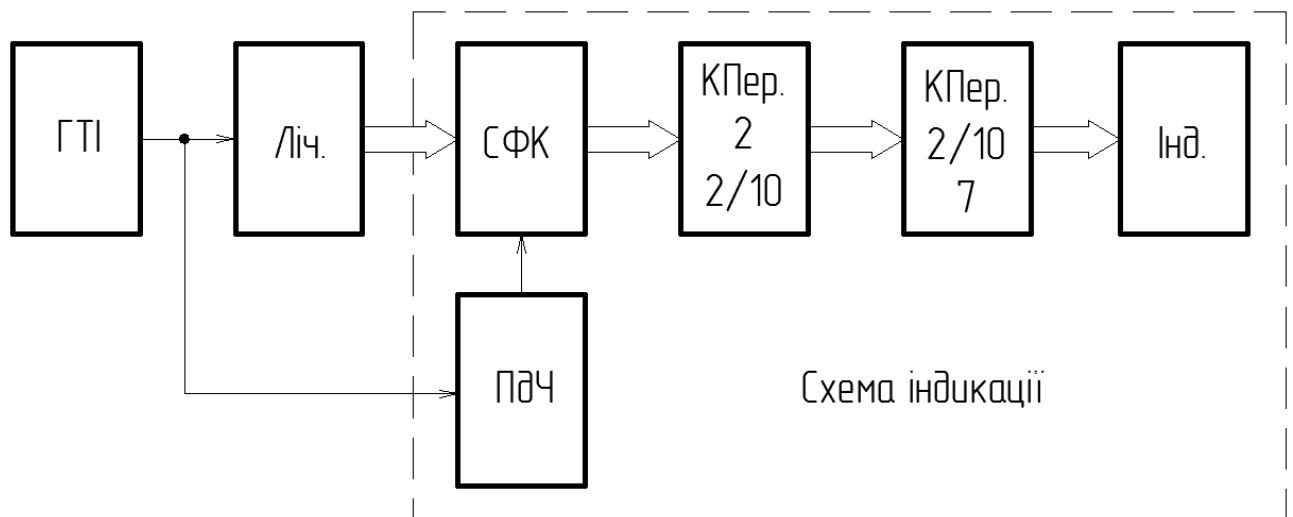 ГТІ
Ліч.
СФК
КПер.
2
2/10
КПер.
2/10
7
Інд.
ПдЧ
Схема індикації